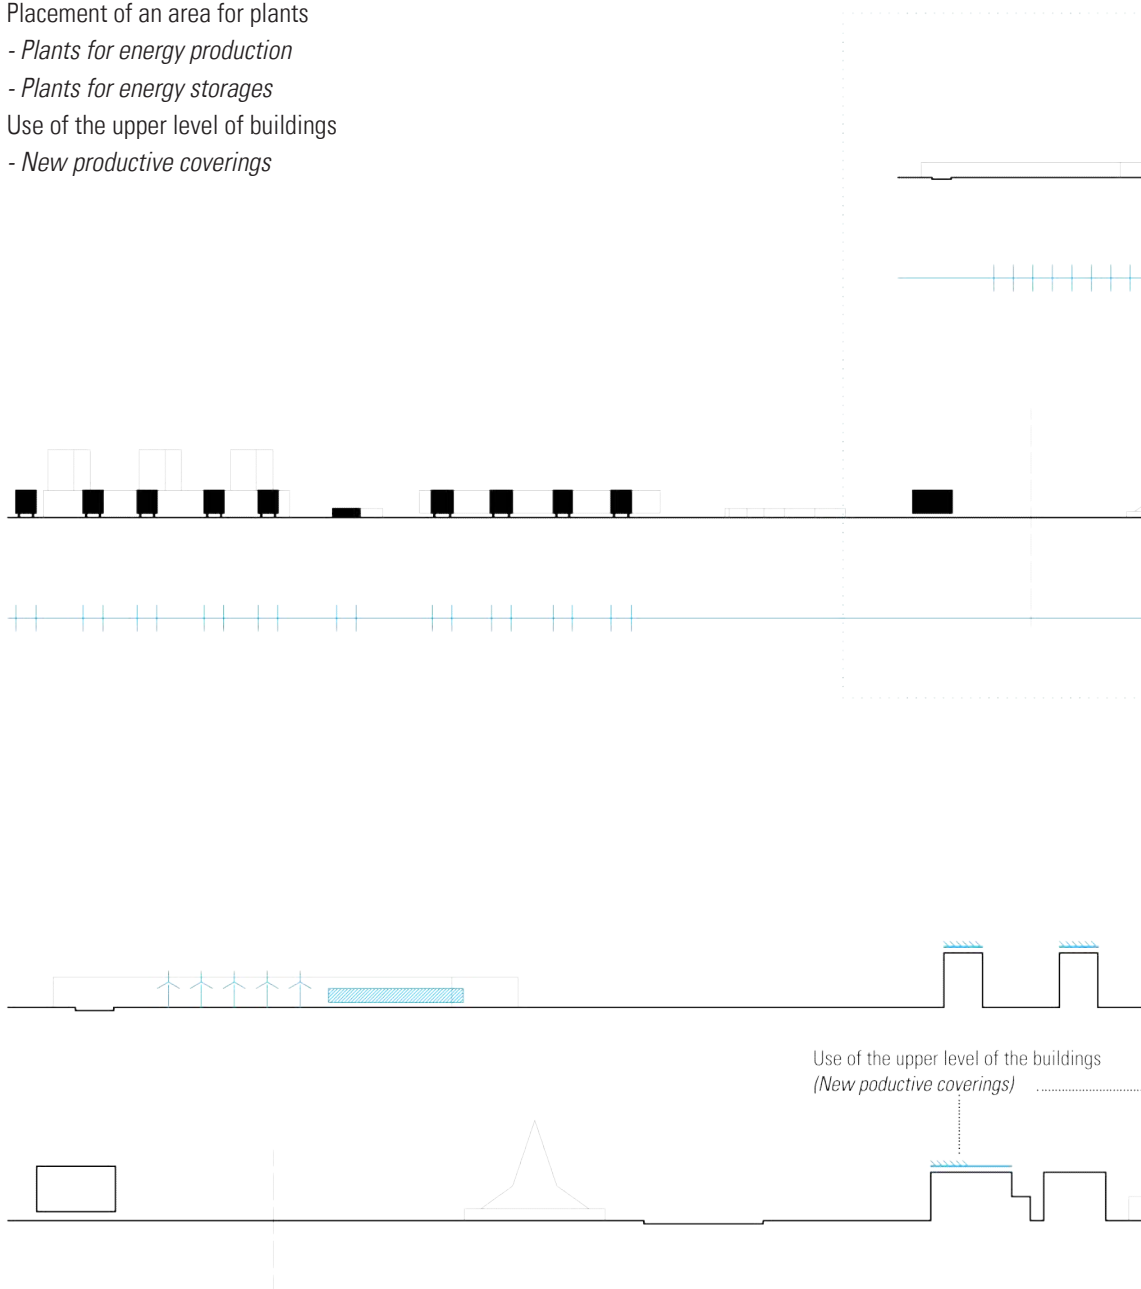 Placement of an area for plants
- Plants for energy production
- Plants for energy storages
Use of the upper level of buildings
- New productive coverings
Use of the upper level of the buildings
(New poductive coverings)